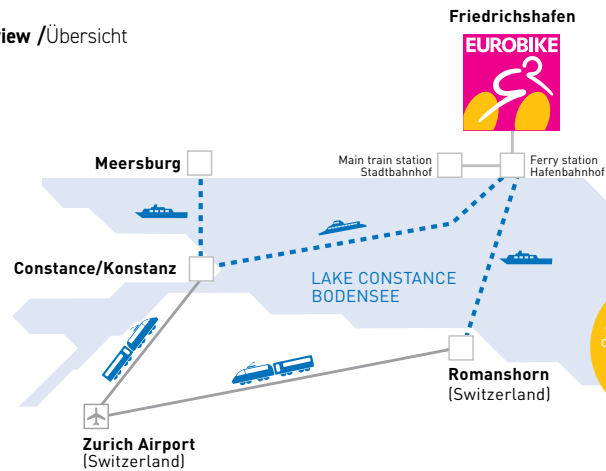 Friedrichshafen
view /Übersicht
EUROBIKE
Meersburg
Main train station
Stadtbahnhof
Ferry station
Hafenbahnhof
Constance/Konstanz
LAKE CONSTANCE
BODENSEE
Romanshorn
(Switzerland)
Zurich Airport
(Switzerland)